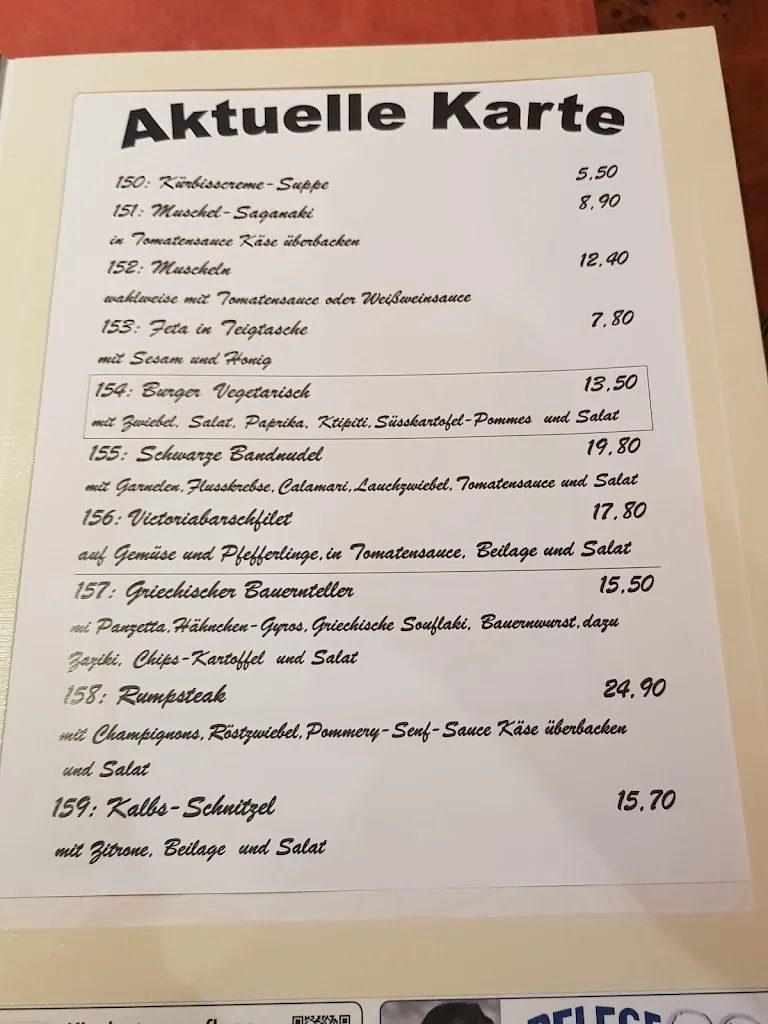 Aktuelle Karte
150: Kürbisscreme-Suppe 5,50
151: Muschel-Saganaki 8,90
in Tomatensauce Käse überbacken
152: Muscheln 12,40
wahlweise mit Tomatensauce oder Weißweinsauce
153: Feta in Teigtasche 7,80
mit Sesam und Honig
154: Burger Vegetarisch 13,50
mit Zwiebel, Salat, Paprika, Ktipiti, Süsskartofel-Pommes und Salat
155: Schwarze Bandnudel 19,80
mit Garnelen, Flusskrebse, Calamari, Lauchzwiebel, Tomatensauce und Salat
156: Victoriabarschfilet 17,80
auf Gemüse und Pfefferlinge, in Tomatensauce, Beilage und Salat
157: Griechischer Bauernteller 15,50
mi Panzetta, Hähnchen-Gyros, Griechische Souflaki, Bauernwurst, dazu
Zaziki, Chips-Kartoffel und Salat
158: Rumpsteak 24,90
mit Champignons, Röstzwiebel, Pommery-Senf-Sauce Käse überbacken
und Salat
159: Kalbs-Schnitzel 15,70
mit Zitrone, Beilage und Salat
PFLEGE